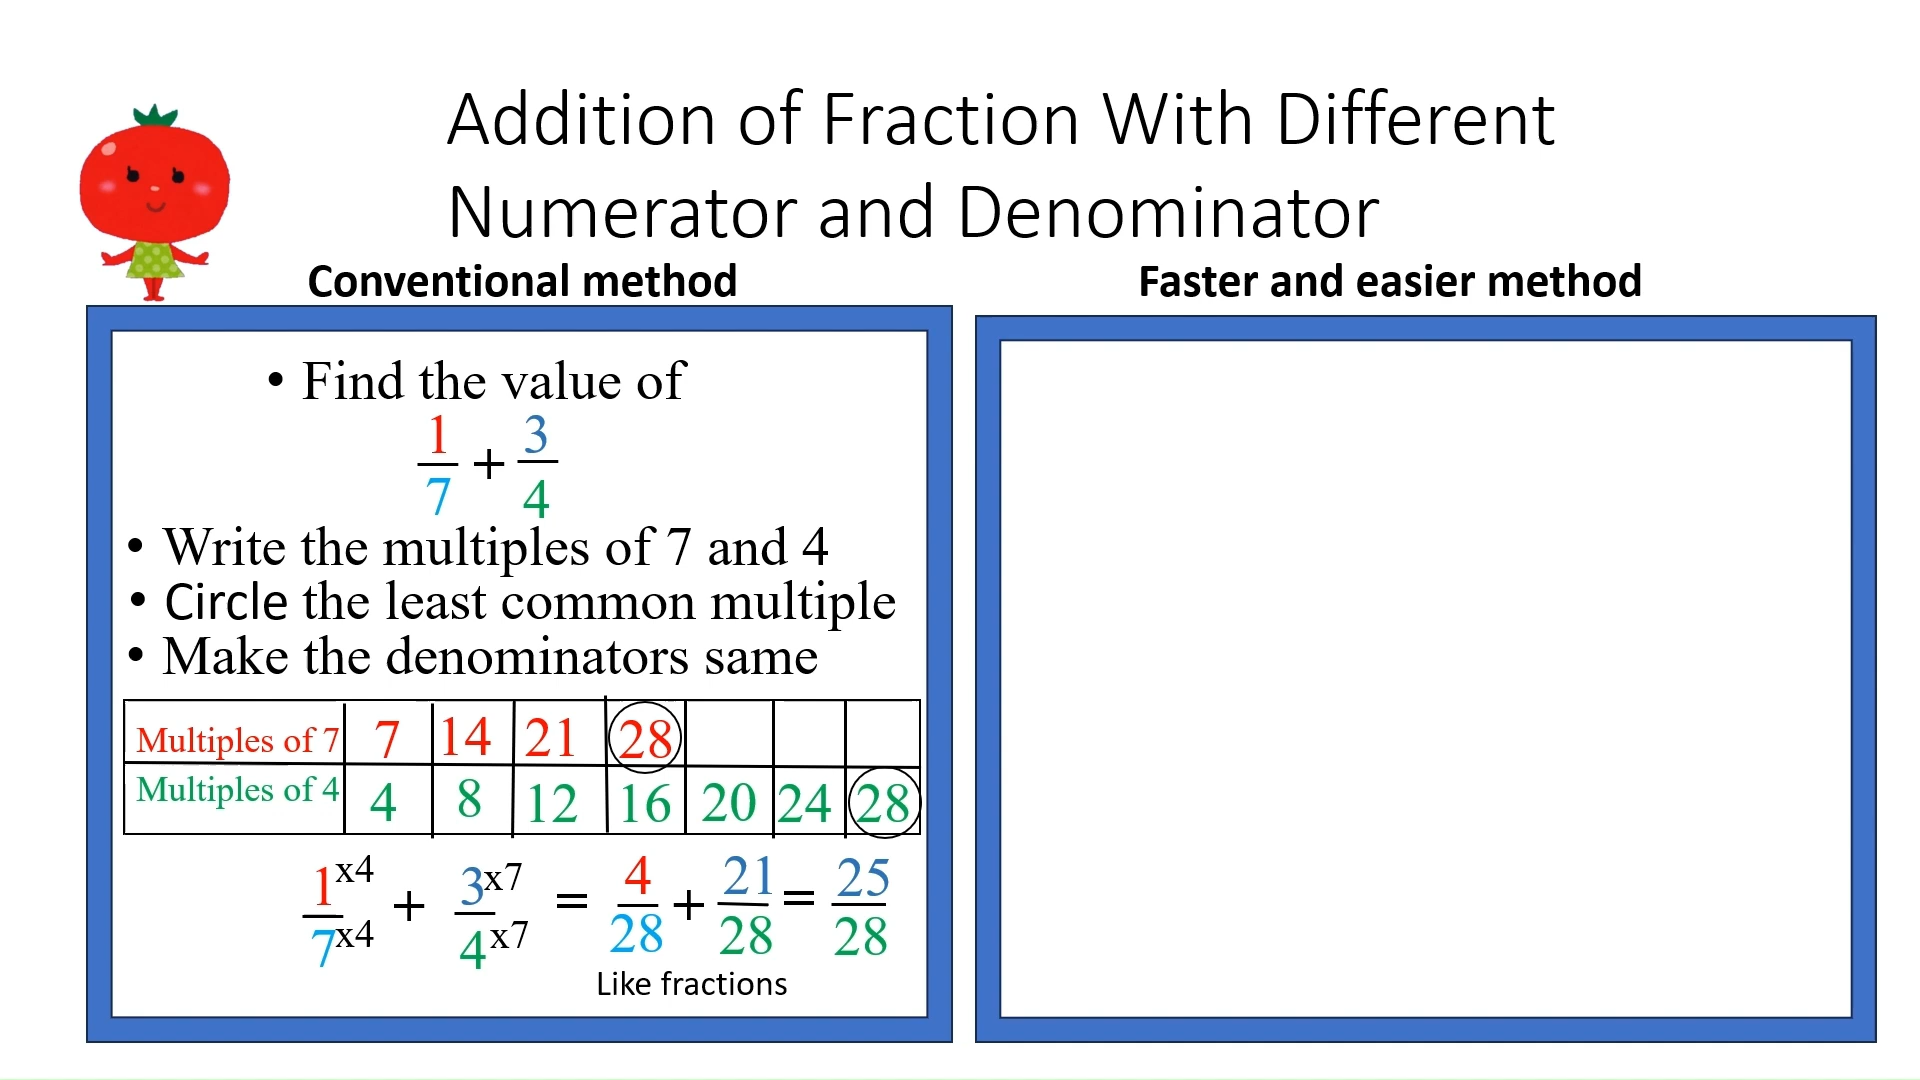 Addition of Fraction With Different
Numerator and Denominator
Conventional method
• Find the value of
1/7 + 3/4
• Write the multiples of 7 and 4
• Circle the least common multiple
• Make the denominators same
Multiples of 7 7 14 21 28
Multiples of 4 4 8 12 16 20 24 28
1x4/7x4 + 3x7/4x7 = 4/28 + 21/28 = 25/28
Like fractions
Faster and easier method